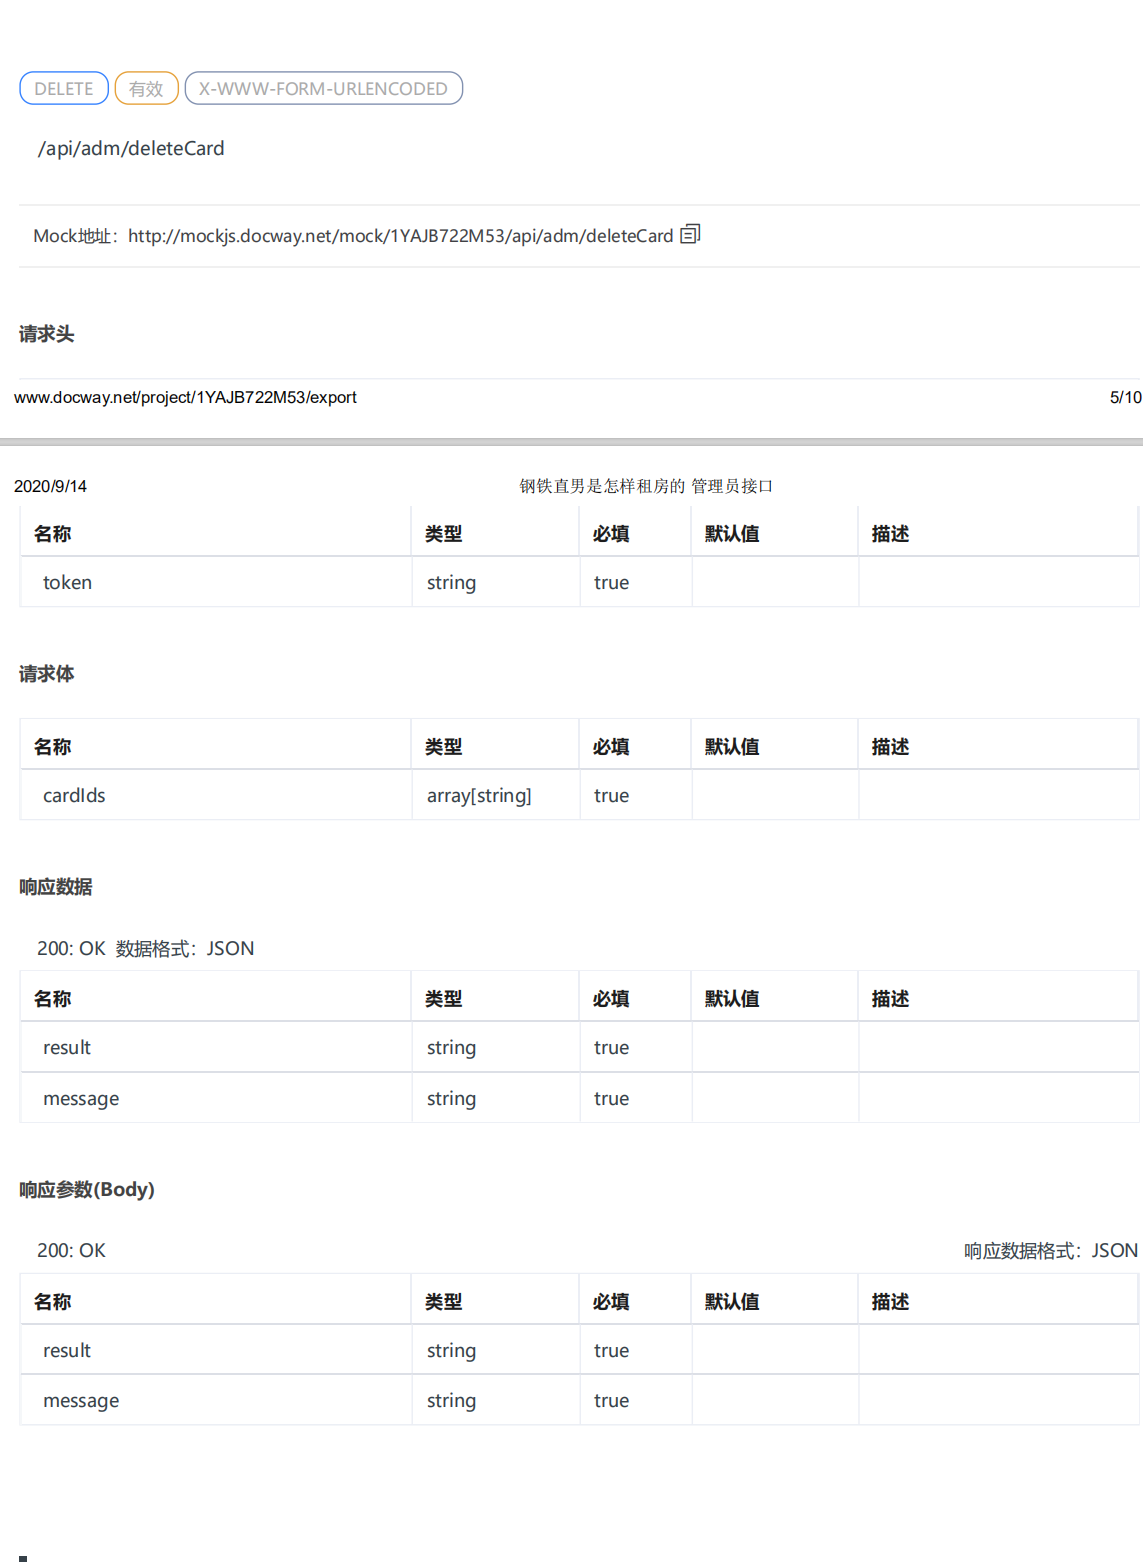 DELETE 有效 X-WWW-FORM-URLENCODED
/api/adm/deleteCard
Mock地址：http://mockjs.docway.net/mock/1YAJB722M53/api/adm/deleteCard
请求头
www.docway.net/project/1YAJB722M53/export 5/10
2020/9/14 钢铁直男是怎样租房的 管理员接口
名称 类型 必填 默认值 描述
token string true
请求体
名称 类型 必填 默认值 描述
cardIds array[string] true
响应数据
200: OK 数据格式：JSON
名称 类型 必填 默认值 描述
result string true
message string true
响应参数(Body)
200: OK 响应数据格式：JSON
名称 类型 必填 默认值 描述
result string true
message string true